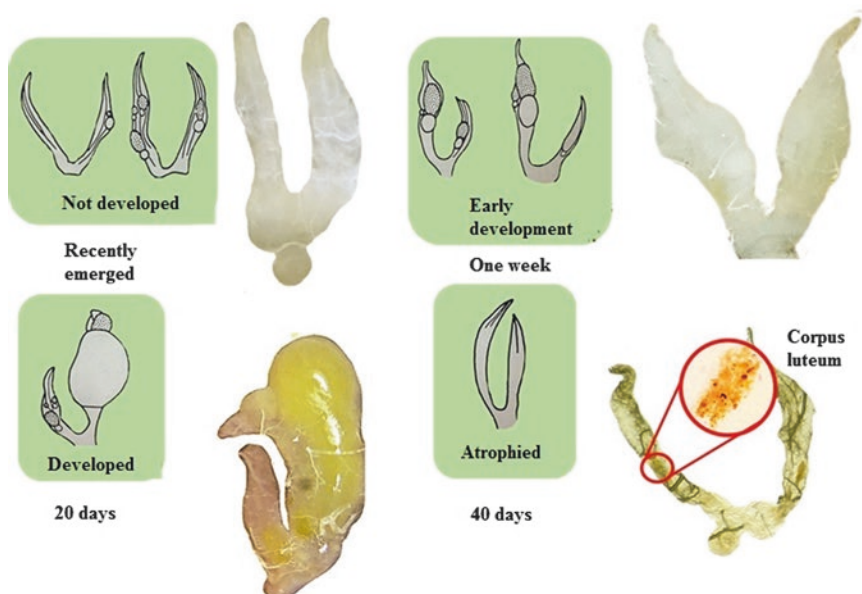 Not developed
Recently
emerged
Early
development
One week
Developed
20 days
Atrophied
40 days
Corpus
luteum